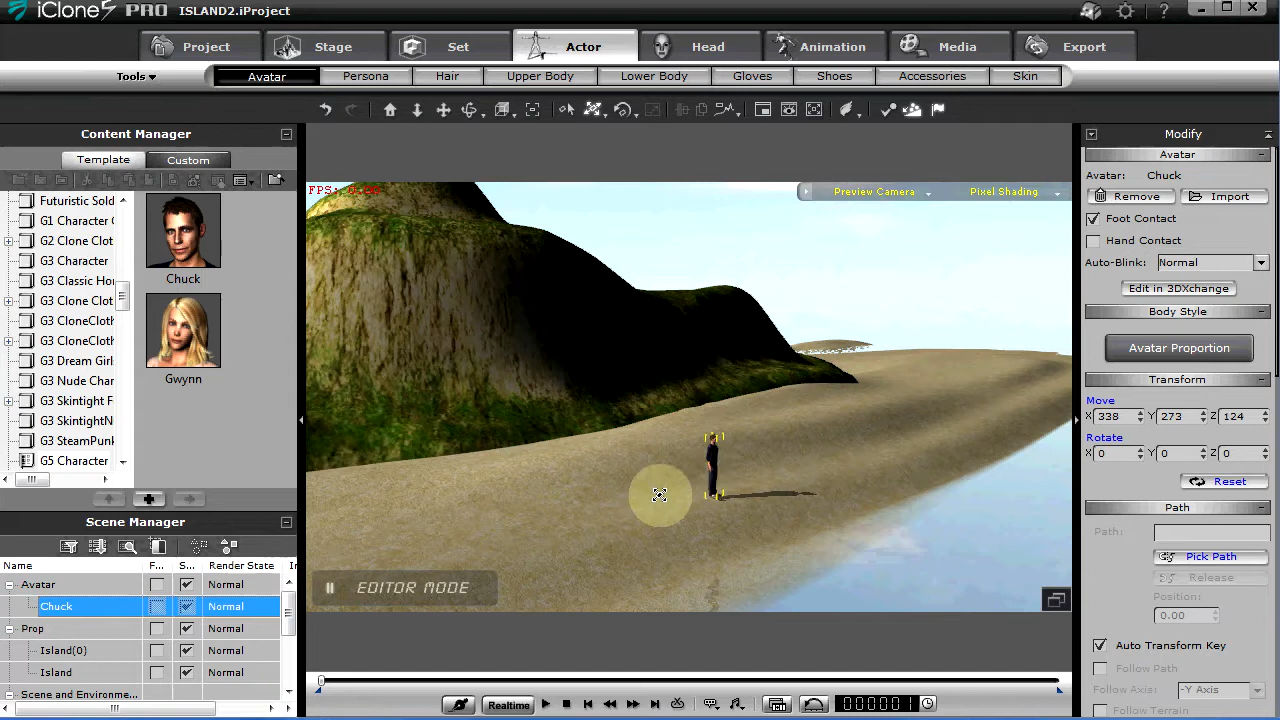 iClone5 PRO ISLAND2.iProject
Project Stage Set Actor Head Animation Media Export
Tools Avatar Persona Hair Upper Body Lower Body Gloves Shoes Accessories Skin
Content Manager
Template Custom
Futuristic Sold
G1 Character (
G2 Clone Clot
G3 Character
G3 Classic Ho
G3 Clone Clot
G3 CloneCloth
G3 CloneCloth
G3 Dream Girl
G3 Nude Char
G3 Skintight F
G3 SkintightN
G3 SteamPunk
G5 Character
Chuck
Gwynn
Scene Manager
Name F... S... Render State
Avatar Normal
Chuck Normal
Prop Normal
Island(0) Normal
Island Normal
Scene and Environme... Normal
FPS: 0.00
Preview Camera Pixel Shading
EDITOR MODE
Realtime 00000
Modify
Avatar
Avatar: Chuck
Remove Import
Foot Contact
Hand Contact
Auto-Blink: Normal
Edit in 3DXchange
Body Style
Avatar Proportion
Transform
Move
X 338 Y 273 Z 124
Rotate
X 0 Y 0 Z 0
Reset
Path
Path:
Pick Path
Release
Position:
0.00
Auto Transform Key
Follow Path
Follow Axis: -Y Axis
Follow Terrain